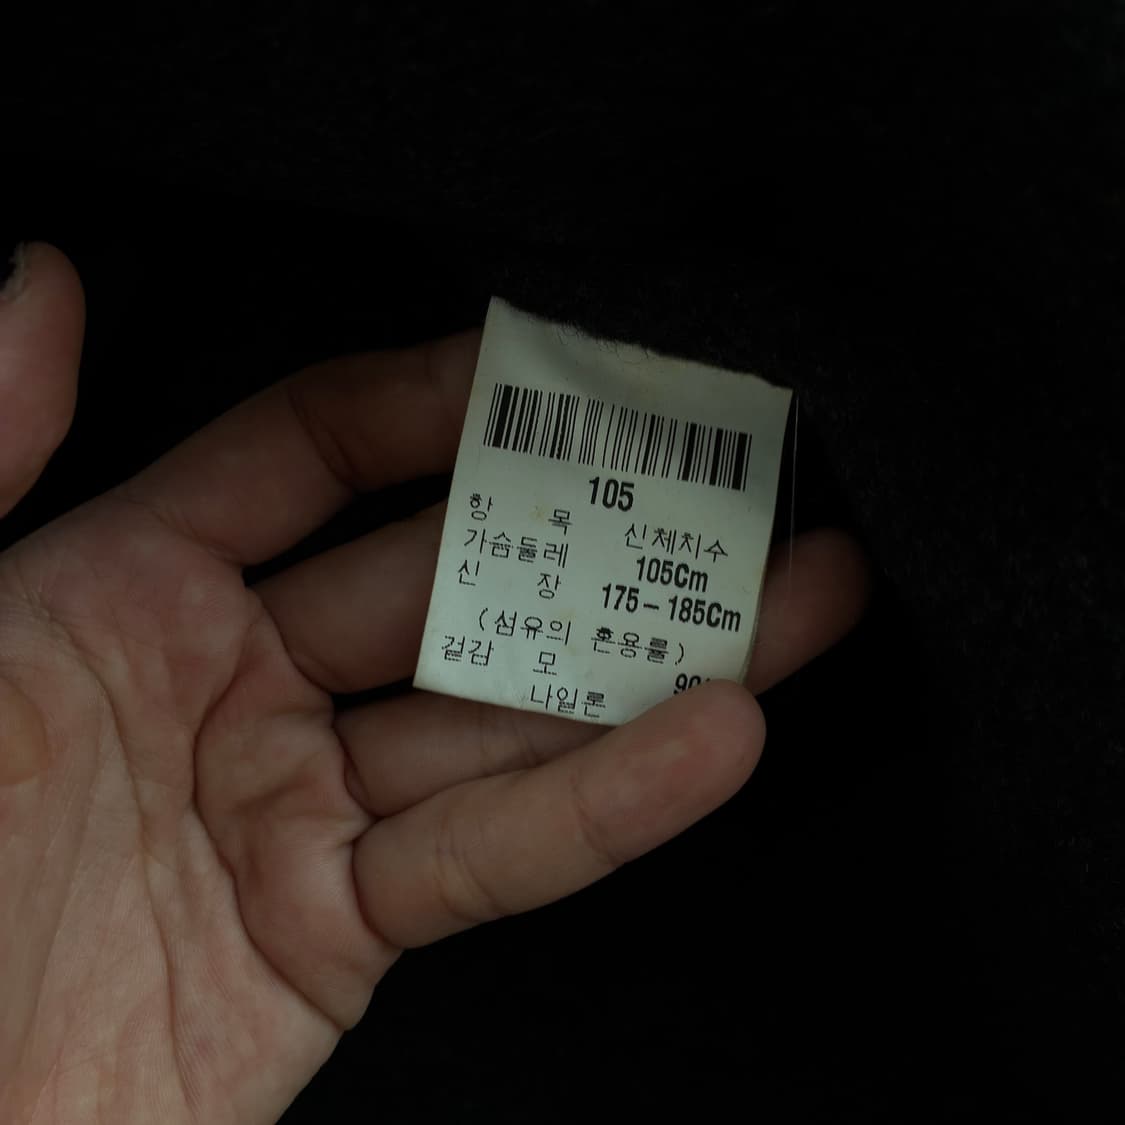 105
항 목 신체치수
가슴둘레 105Cm
신 장 175-185Cm
(섬유의 혼용률)
겉감 모
나일론